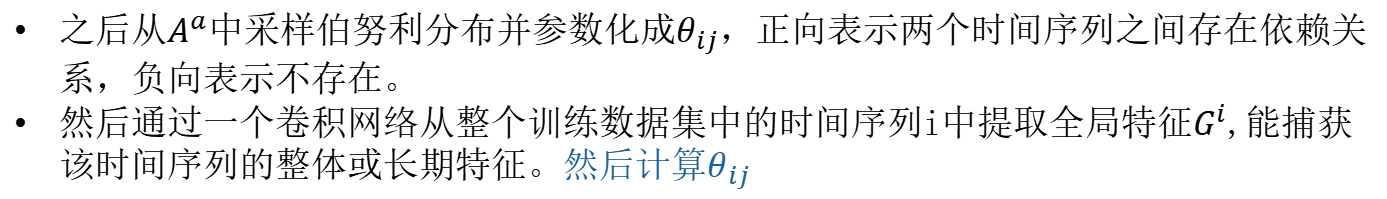 • 之后从𝐴ᵃ中采样伯努利分布并参数化成𝜃ᵢⱼ，正向表示两个时间序列之间存在依赖关
系，负向表示不存在。
• 然后通过一个卷积网络从整个训练数据集中的时间序列i中提取全局特征𝐺ⁱ,能捕获
该时间序列的整体或长期特征。然后计算𝜃ᵢⱼ